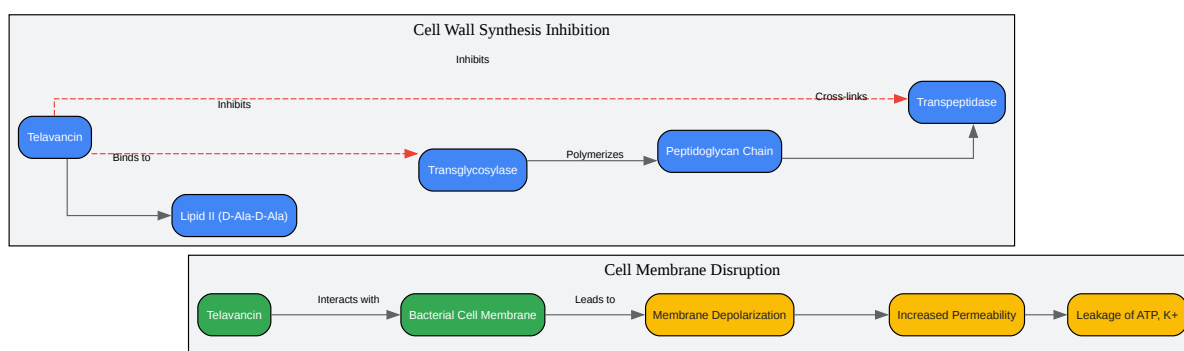 Cell Wall Synthesis Inhibition
Inhibits
Inhibits
Cross-links
Transpeptidase
Telavancin
Binds to
Transglycosylase
Polymerizes
Peptidoglycan Chain
Lipid II (D-Ala-D-Ala)
Cell Membrane Disruption
Telavancin
Interacts with
Bacterial Cell Membrane
Leads to
Membrane Depolarization
Increased Permeability
Leakage of ATP, K+